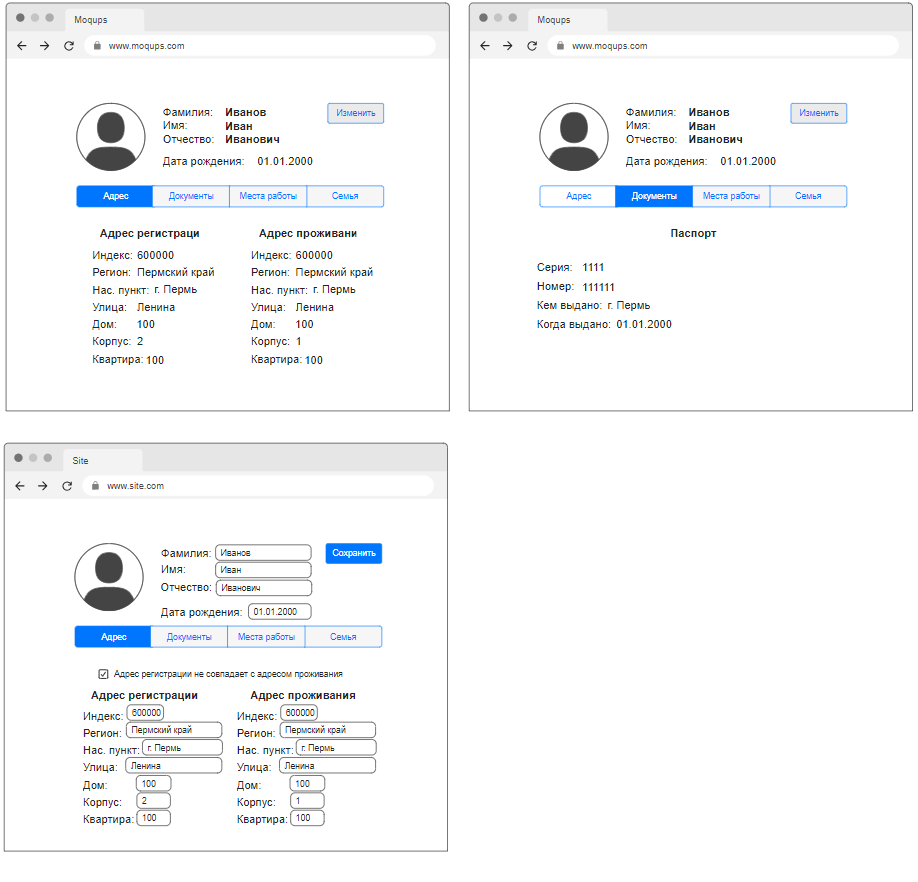 Moqups
www.moqups.com
Фамилия: Иванов
Изменить
Имя: Иван
Отчество: Иванович
Дата рождения: 01.01.2000
Адрес Документы Места работы Семья
Адрес регистраци Адрес проживани
Индекс: 600000 Индекс: 600000
Регион: Пермский край Регион: Пермский край
Нас. пункт: г. Пермь Нас. пункт: г. Пермь
Улица: Ленина Улица: Ленина
Дом: 100 Дом: 100
Корпус: 2 Корпус: 1
Квартира: 100 Квартира: 100
Moqups
www.moqups.com
Фамилия: Иванов
Изменить
Имя: Иван
Отчество: Иванович
Дата рождения: 01.01.2000
Адрес Документы Места работы Семья
Паспорт
Серия: 1111
Номер: 111111
Кем выдано: г. Пермь
Когда выдано: 01.01.2000
Site
www.site.com
Фамилия: Иванов
Сохранить
Имя: Иван
Отчество: Иванович
Дата рождения: 01.01.2000
Адрес Документы Места работы Семья
Адрес регистрации не совпадает с адресом проживания
Адрес регистрации Адрес проживания
Индекс: 600000 Индекс: 600000
Регион: Пермский край Регион: Пермский край
Нас. пункт: г. Пермь Нас. пункт: г. Пермь
Улица: Ленина Улица: Ленина
Дом: 100 Дом: 100
Корпус: 2 Корпус: 1
Квартира: 100 Квартира: 100